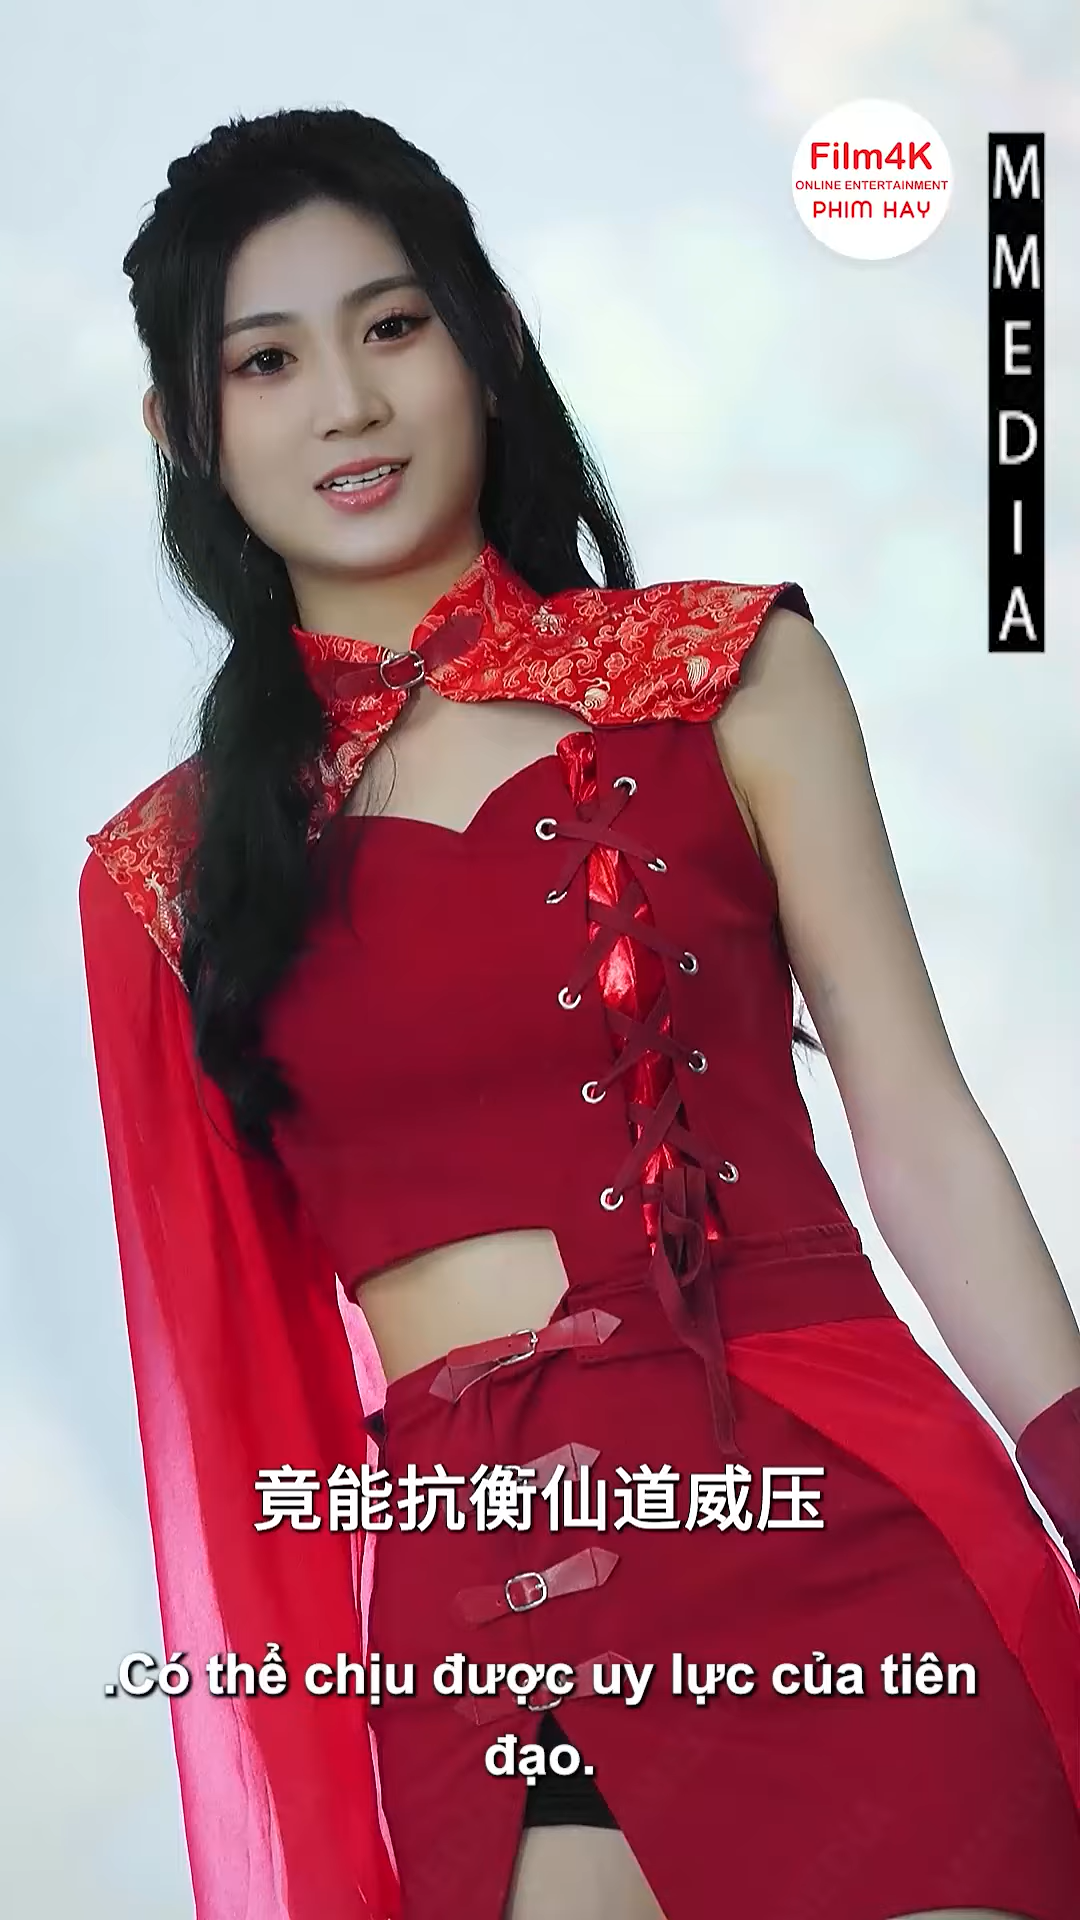 Film4K
ONLINE ENTERTAINMENT
PHIM HAY
MMEDIA
竟能抗衡仙道威压
.Có thể chịu được uy lực của tiên
đạo.